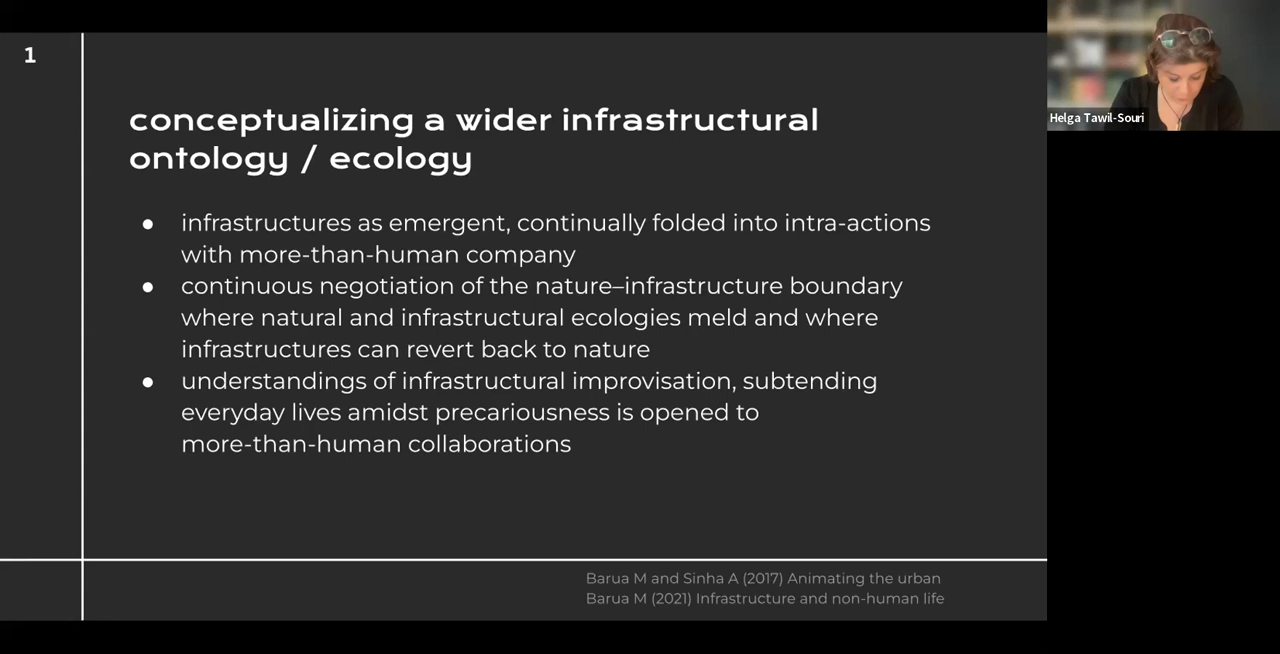 1
conceptualizing a wider infrastructural
ontology / ecology
● infrastructures as emergent, continually folded into intra-actions
with more-than-human company
● continuous negotiation of the nature–infrastructure boundary
where natural and infrastructural ecologies meld and where
infrastructures can revert back to nature
● understandings of infrastructural improvisation, subtending
everyday lives amidst precariousness is opened to
more-than-human collaborations
Barua M and Sinha A (2017) Animating the urban
Barua M (2021) Infrastructure and non-human life
Helga Tawil-Souri